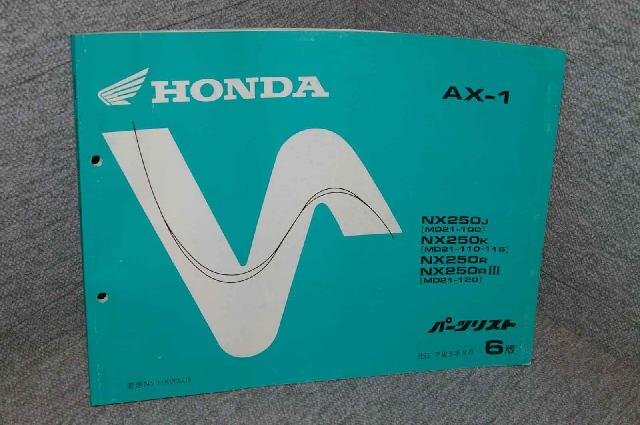 HONDA
AX-1
NX250J
(MD21-100)
NX250K
(MD21-110·115)
NX250R
NX250RIII
(MD21-120)
パーツリスト
6版